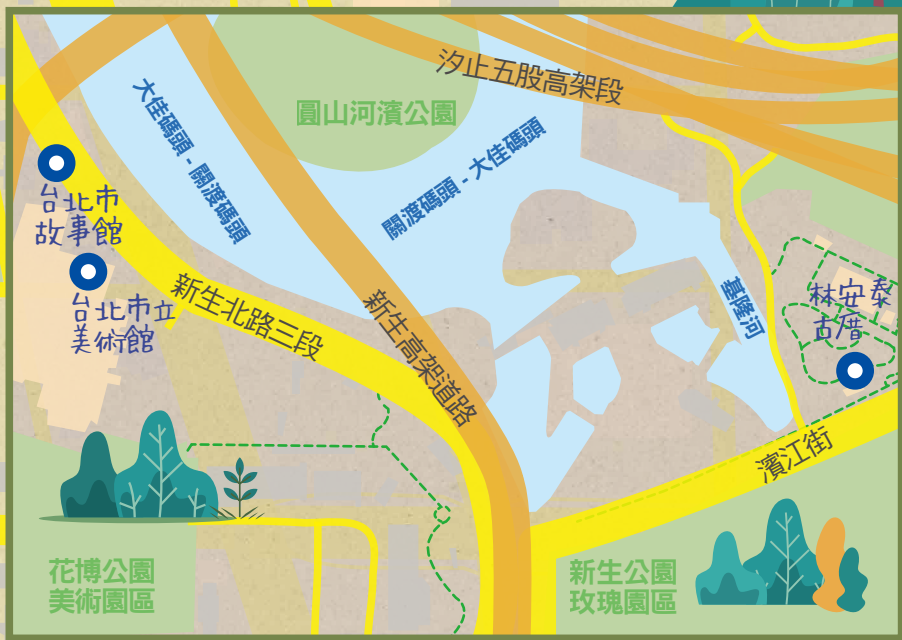 汐止五股高架段
圓山河濱公園
大佳碼頭 - 關渡碼頭
關渡碼頭 - 大佳碼頭
台北市
故事館
台北市立
美術館
新生北路三段
新生高架道路
基隆河
林安泰
古厝
濱江街
花博公園
美術園區
新生公園
玫瑰園區